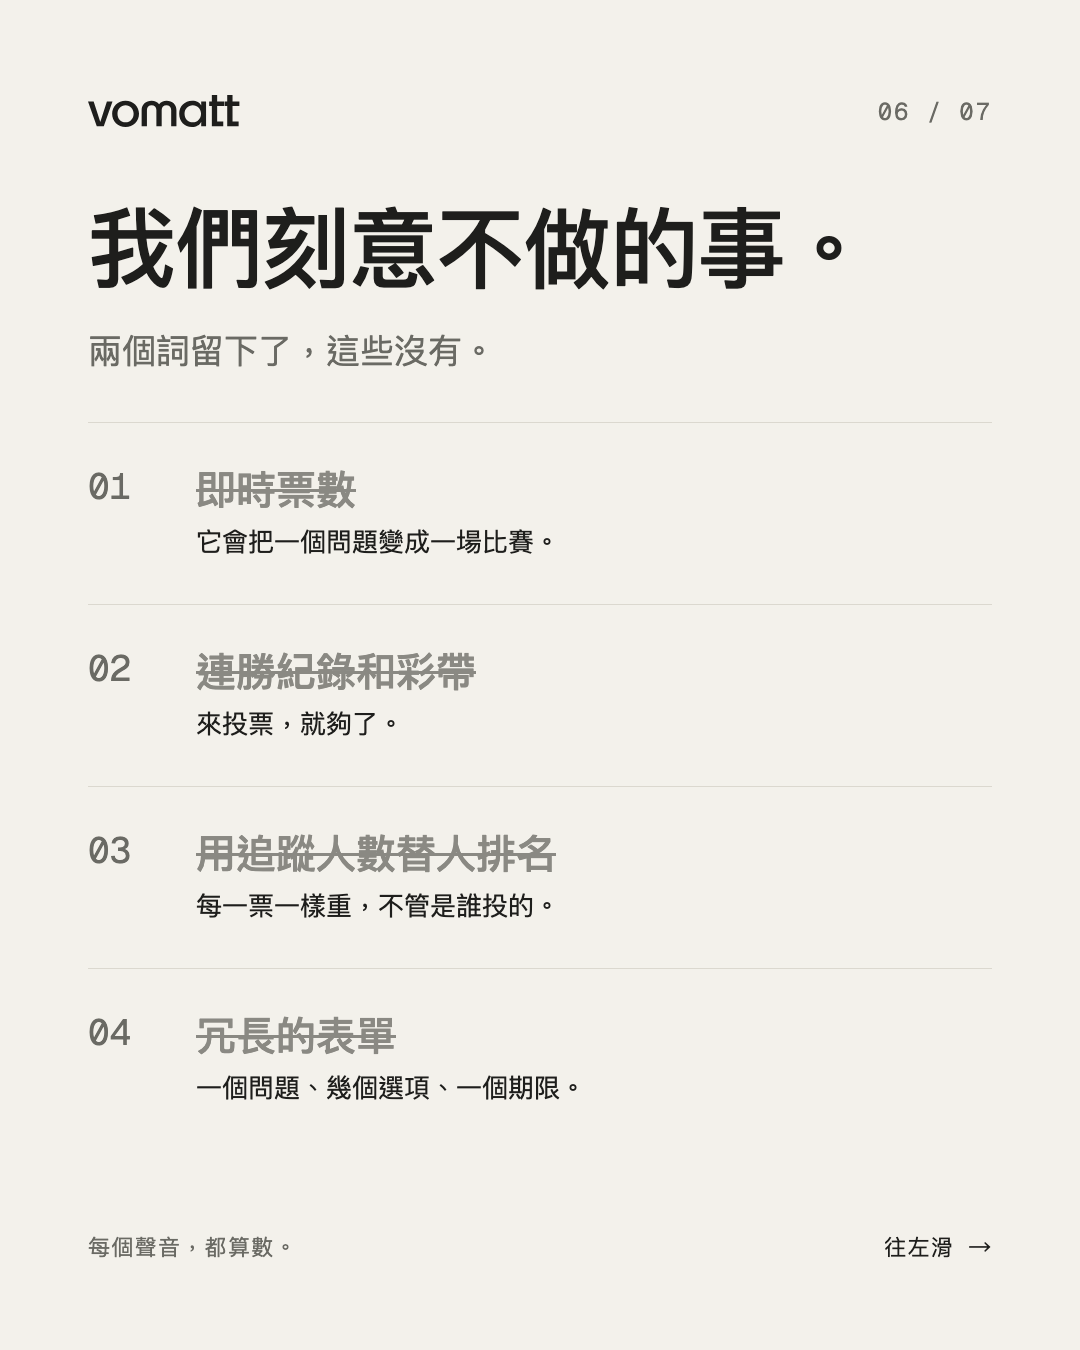 vomatt
06 / 07
我們刻意不做的事。
兩個詞留下了，這些沒有。
01 即時票數
它會把一個問題變成一場比賽。
02 連勝紀錄和彩帶
來投票，就夠了。
03 用追蹤人數替人排名
每一票一樣重，不管是誰投的。
04 冗長的表單
一個問題、幾個選項、一個期限。
每個聲音，都算數。
往左滑 →